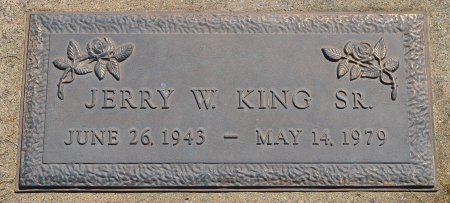 JERRY W. KING SR.
JUNE 26, 1943 – MAY 14, 1979